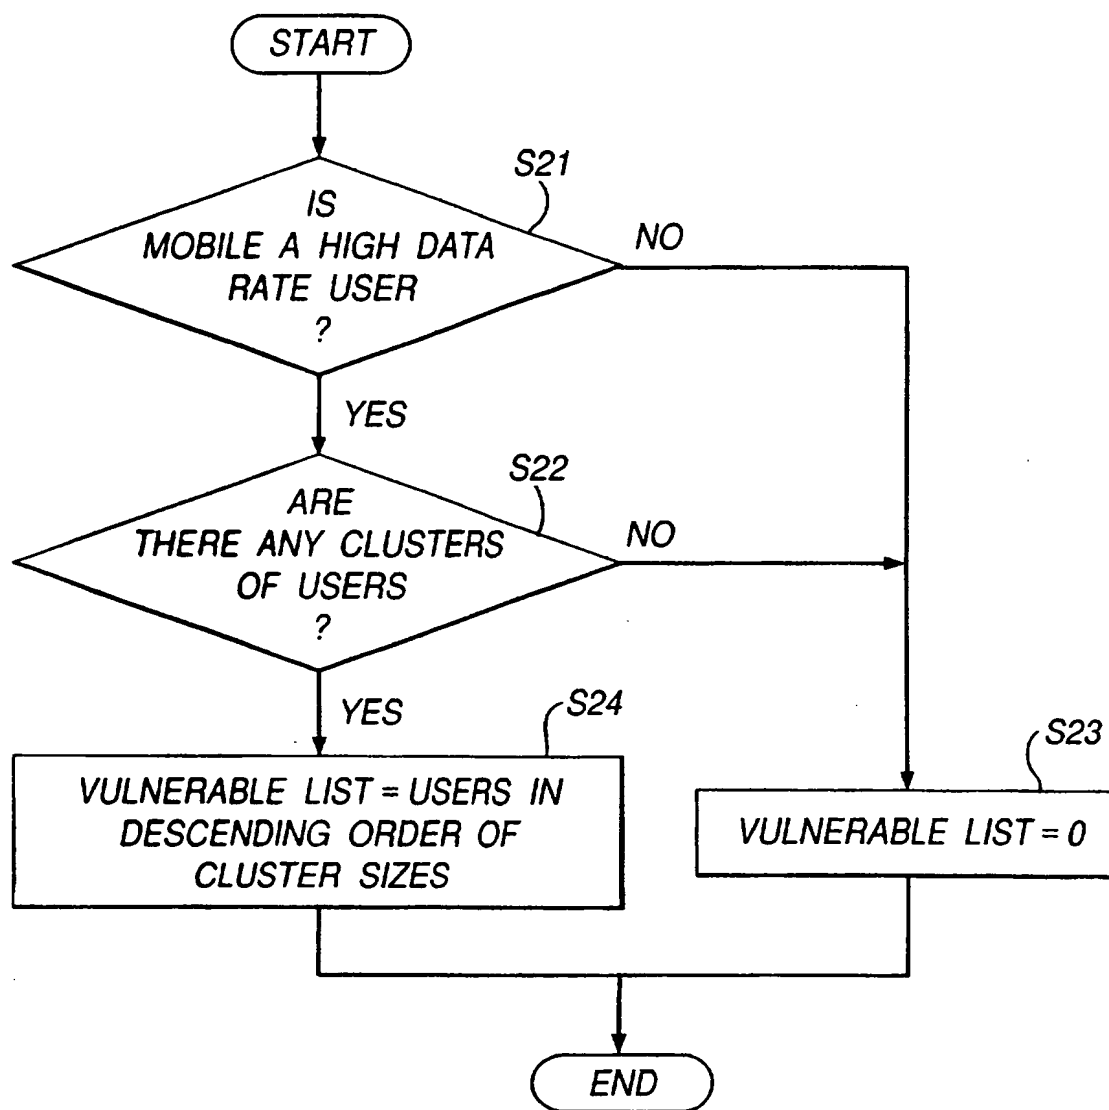 START
S21
IS
MOBILE A HIGH DATA
RATE USER
?
NO
YES
S22
ARE
THERE ANY CLUSTERS
OF USERS
?
NO
YES
S24
VULNERABLE LIST = USERS IN
DESCENDING ORDER OF
CLUSTER SIZES
S23
VULNERABLE LIST = 0
END